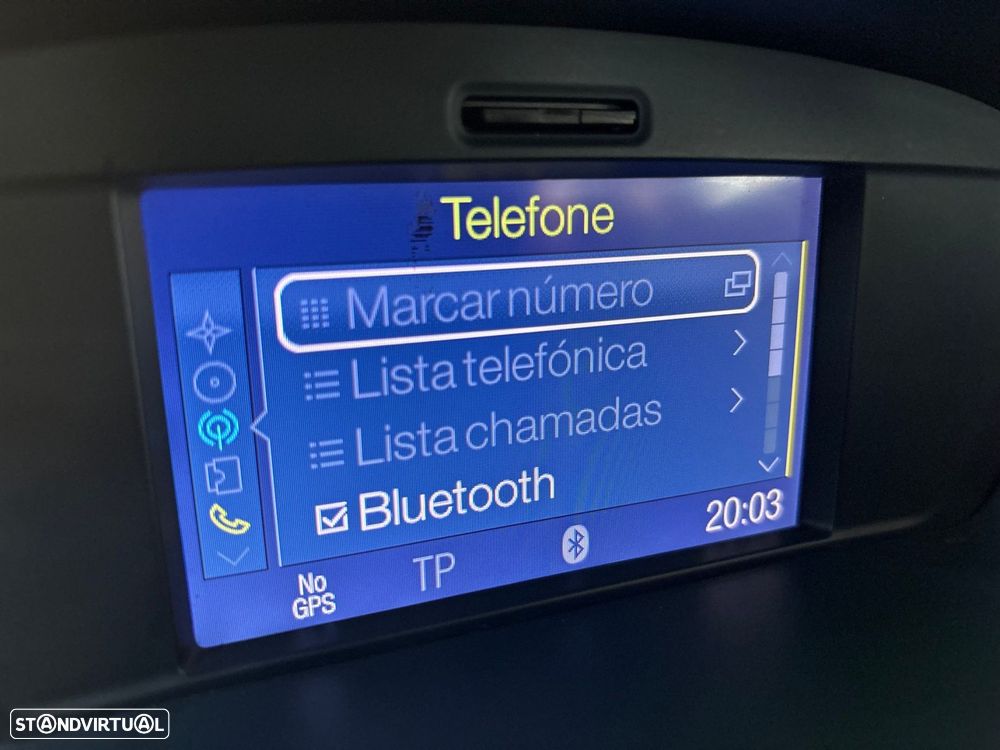 Telefone
Marcar número
Lista telefónica
Lista chamadas
Bluetooth
20:03
No
GPS
TP
STANDVIRTUAL